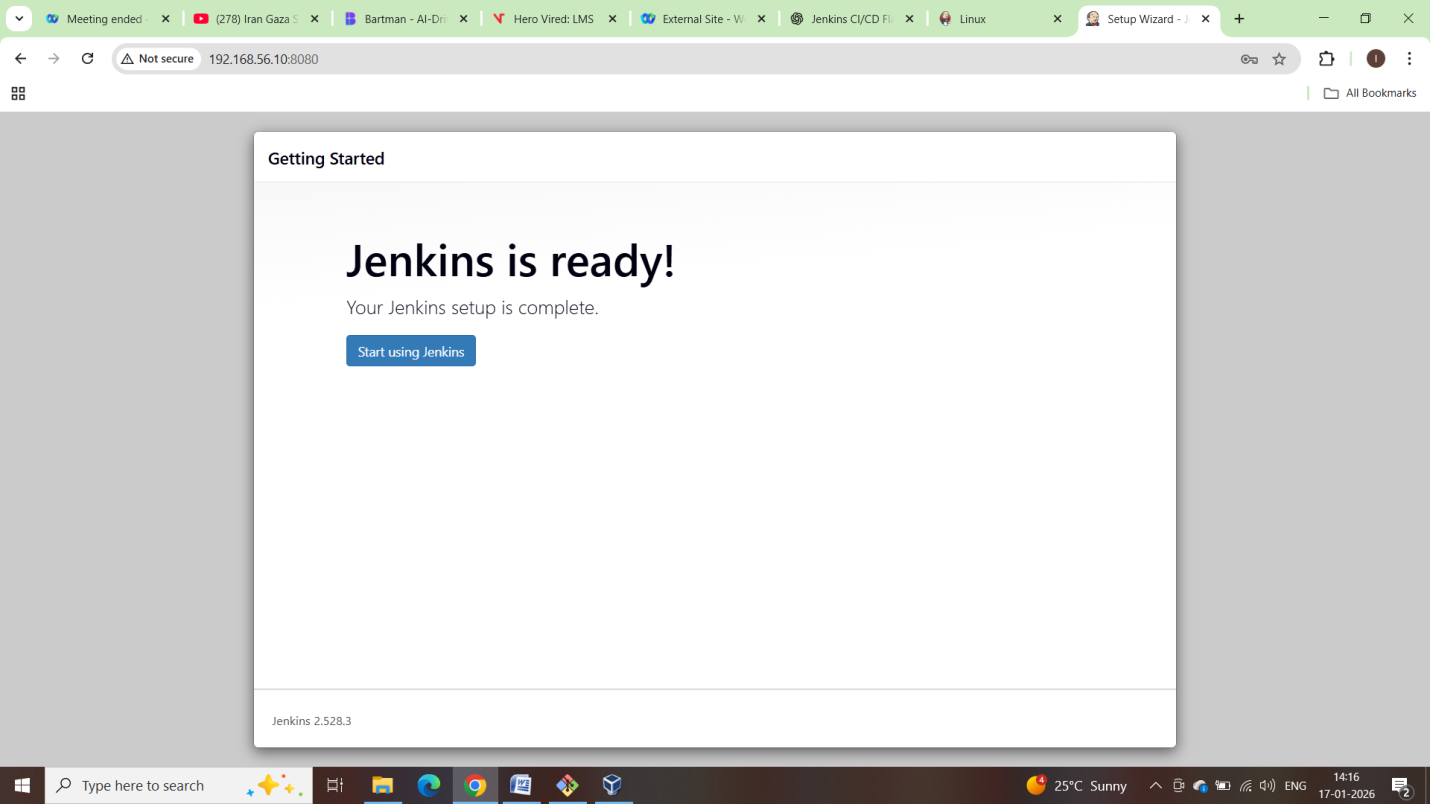 Meeting ended
(278) Iran Gaza S
Bartman - AI-Dri
Hero Vired: LMS
External Site - W
Jenkins CI/CD Fl
Linux
Setup Wizard - J
Not secure
192.168.56.10:8080
I
All Bookmarks
Getting Started
Jenkins is ready!
Your Jenkins setup is complete.
Start using Jenkins
Jenkins 2.528.3
Type here to search
4
25°C Sunny
ENG
14:16
17-01-2026
2